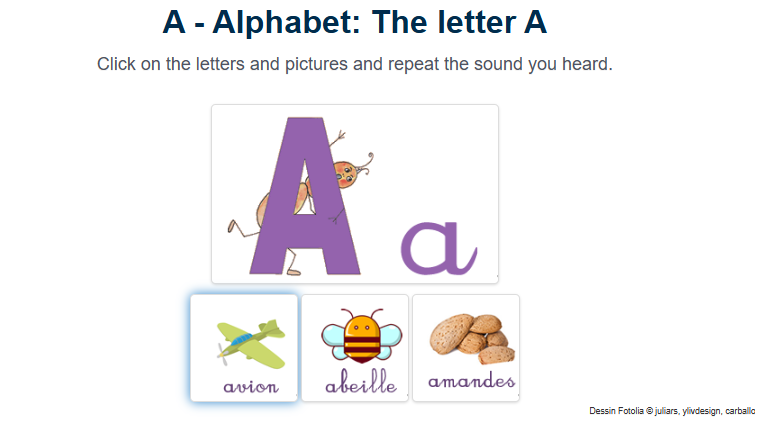 A - Alphabet: The letter A
Click on the letters and pictures and repeat the sound you heard.
A a
avion abeille amandes
Dessin Fotolia © juliars, ylivdesign, carballo